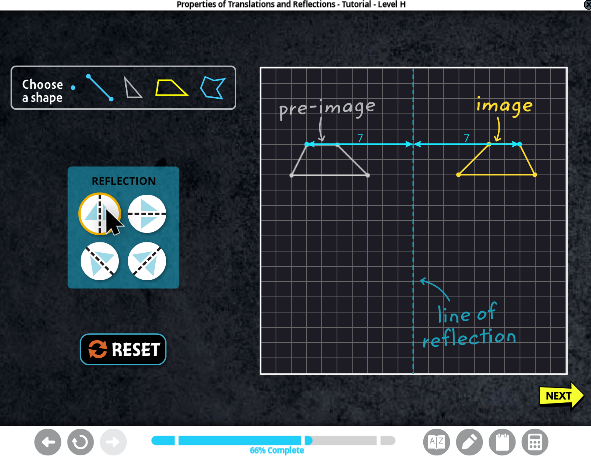 Properties of Translations and Reflections - Tutorial - Level H
Choose
a shape
pre-image
image
7
7
REFLECTION
line of
reflection
RESET
NEXT
A Z
66% Complete